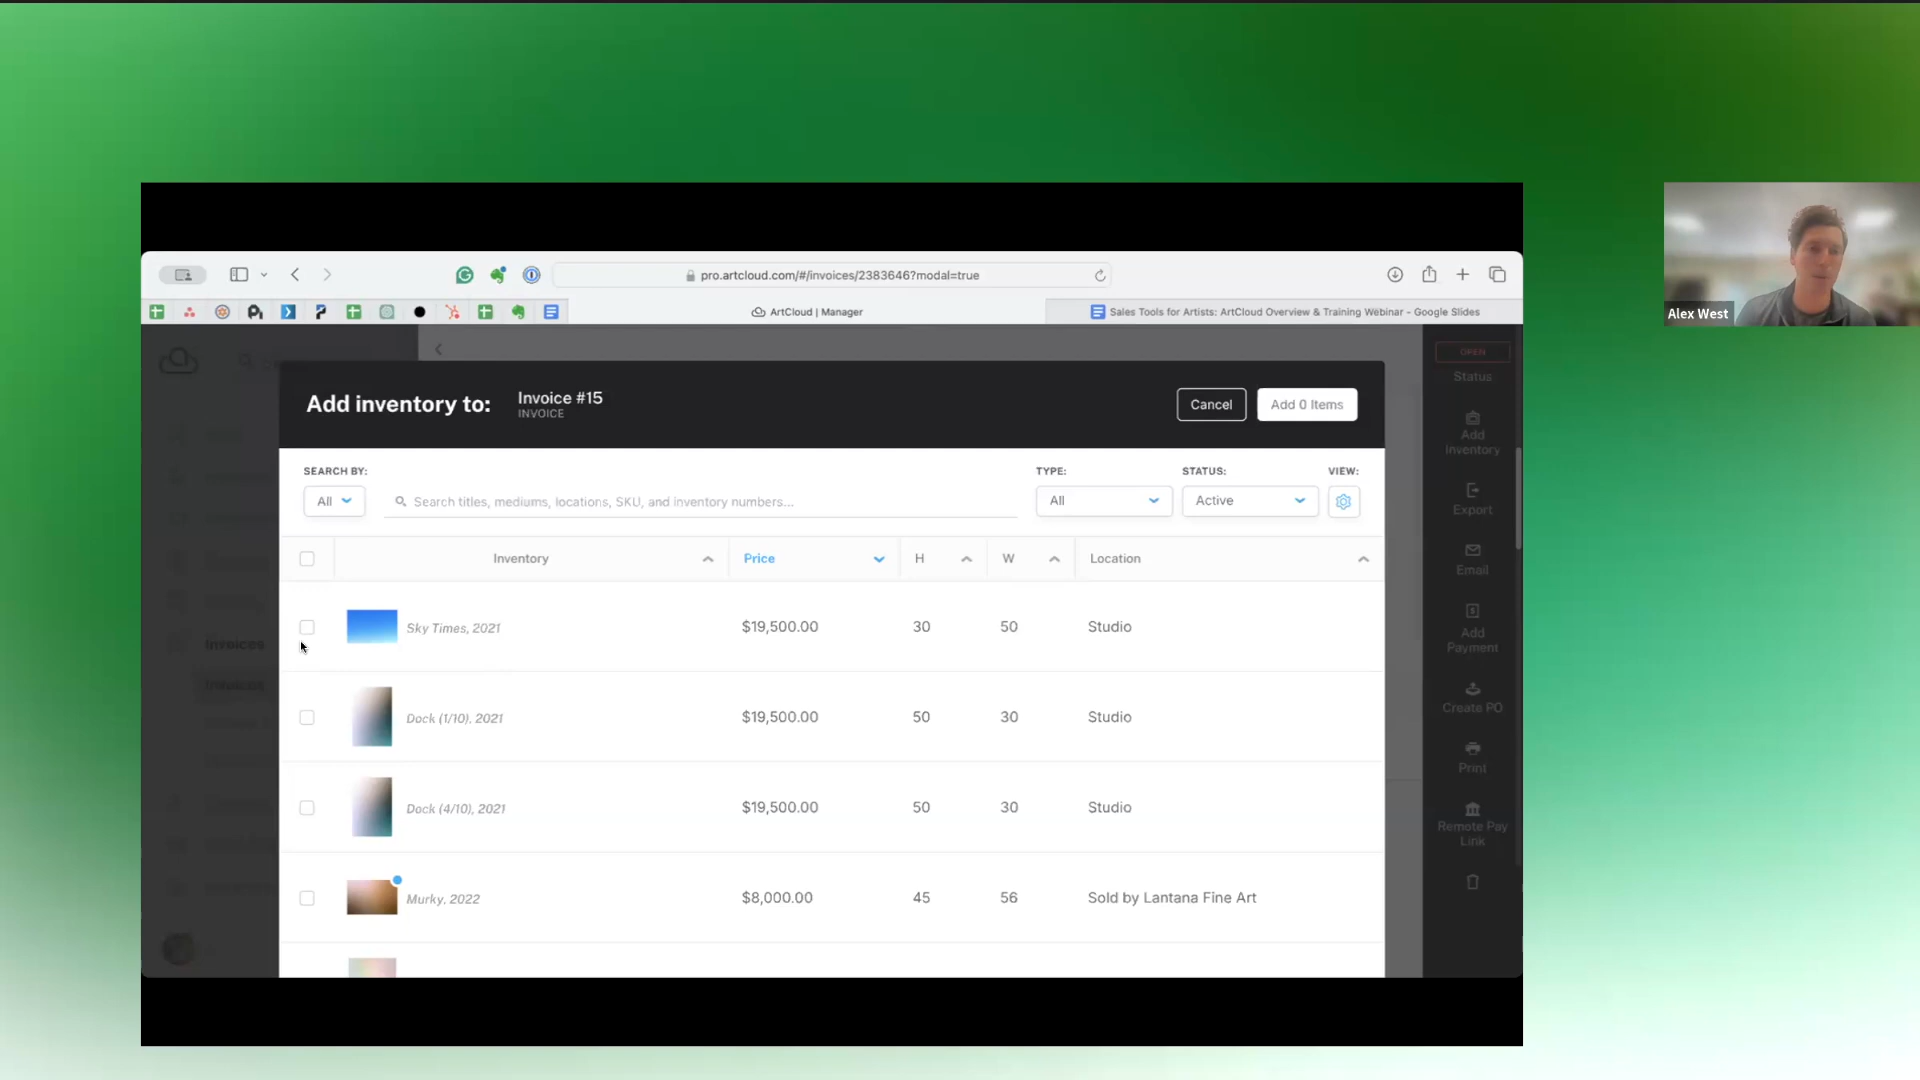 pro.artcloud.com/#/invoices/2383646?modal=true
ArtCloud | Manager
Sales Tools for Artists: ArtCloud Overview & Training Webinar - Google Slides
Alex West
Add inventory to:
Invoice #15
INVOICE
Cancel
Add 0 Items
SEARCH BY:
All
Search titles, mediums, locations, SKU, and inventory numbers...
TYPE:
All
STATUS:
Active
VIEW:
Inventory Price H W Location
Sky Times, 2021 $19,500.00 30 50 Studio
Dock (1/10), 2021 $19,500.00 50 30 Studio
Dock (4/10), 2021 $19,500.00 50 30 Studio
Murky, 2022 $8,000.00 45 56 Sold by Lantana Fine Art
Invoices
Invoices
OPEN
Status
Add
Inventory
Export
Email
Add
Payment
Create PO
Print
Remote Pay
Link